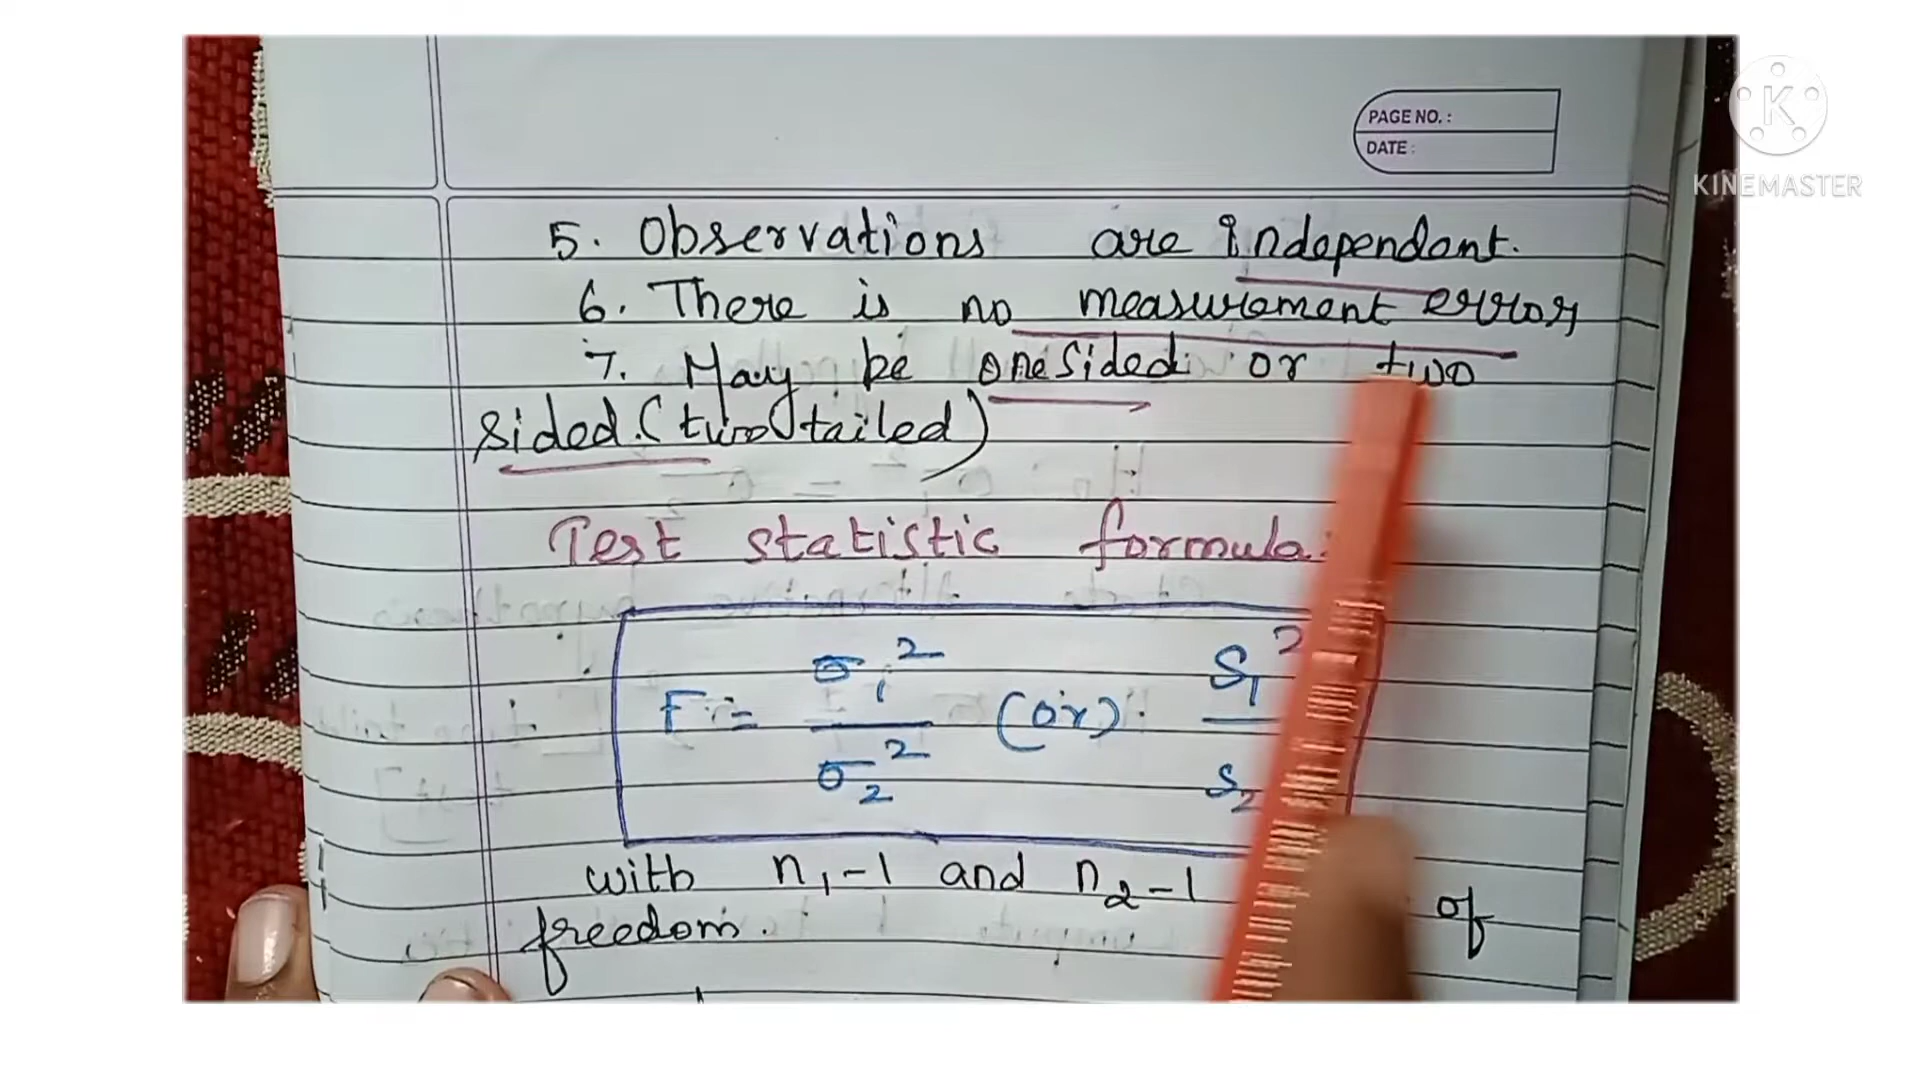 PAGE NO. :
DATE :
K
KINEMASTER
5. Observations are independent.
6. There is no measurement error
7. May be onesided or two
sided. (two tailed)
Test statistic formula:
F = σ₁² / σ₂² (or) S₁² / S₂
with n₁-1 and n₂-1 of
freedom.